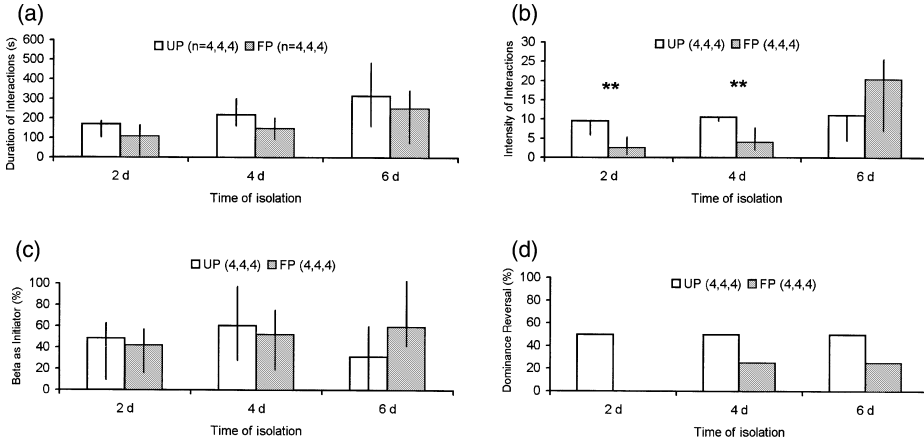 (a)
UP (n=4,4,4) FP (n=4,4,4)
Duration of Interactions (s)
600
500
400
300
200
100
0
2 d 4 d 6 d
Time of isolation
(b)
UP (4,4,4) FP (4,4,4)
Intensity of Interactions
30
25
20
15
10
5
0
** **
2 d 4 d 6 d
Time of isolation
(c)
UP (4,4,4) FP (4,4,4)
Beta as Initiator (%)
100
80
60
40
20
0
2 d 4 d 6 d
Time of isolation
(d)
UP (4,4,4) FP (4,4,4)
Dominance Reversal (%)
100
80
60
40
20
0
2 d 4 d 6 d
Time of isolation